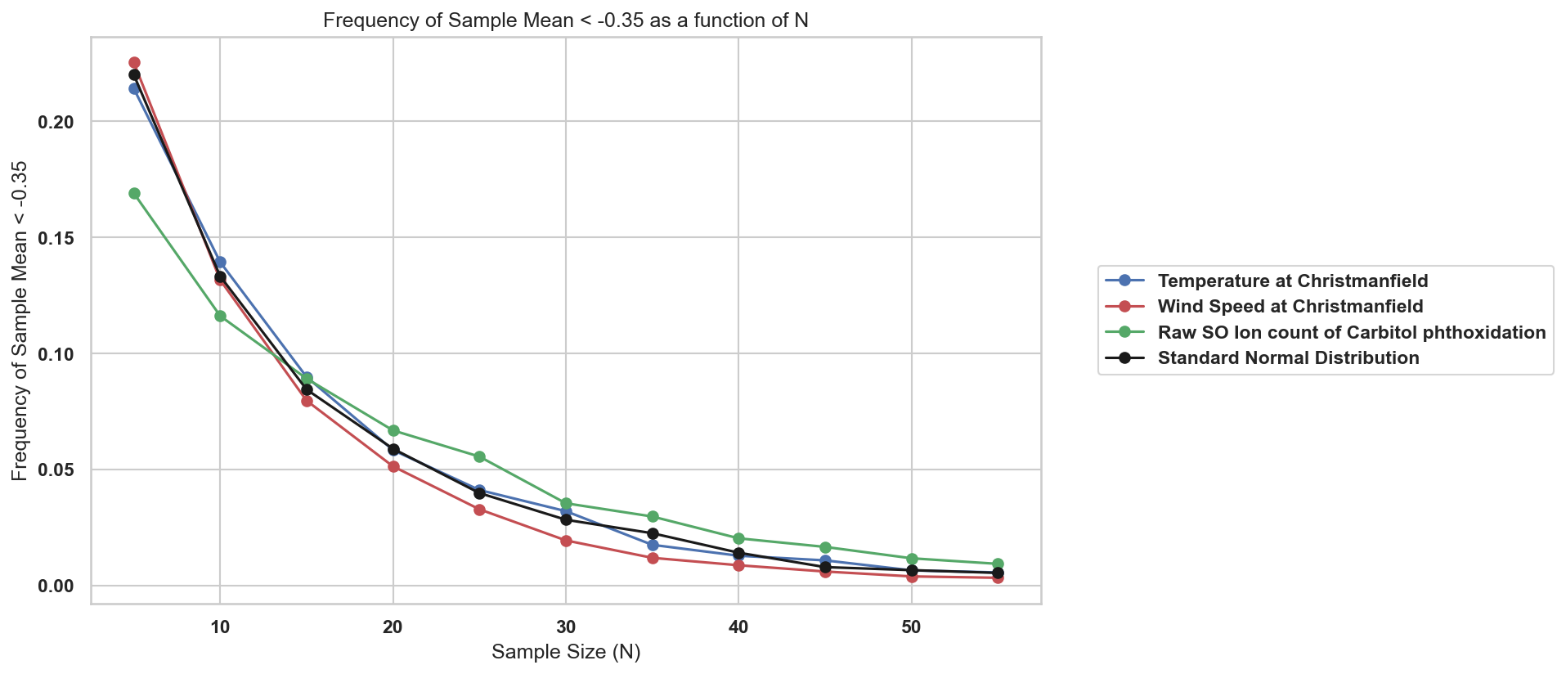 Frequency of Sample Mean < -0.35 as a function of N
Frequency of Sample Mean < -0.35
0.20
0.15
0.10
0.05
0.00
10 20 30 40 50
Sample Size (N)
Temperature at Christmanfield
Wind Speed at Christmanfield
Raw SO Ion count of Carbitol phthoxidation
Standard Normal Distribution